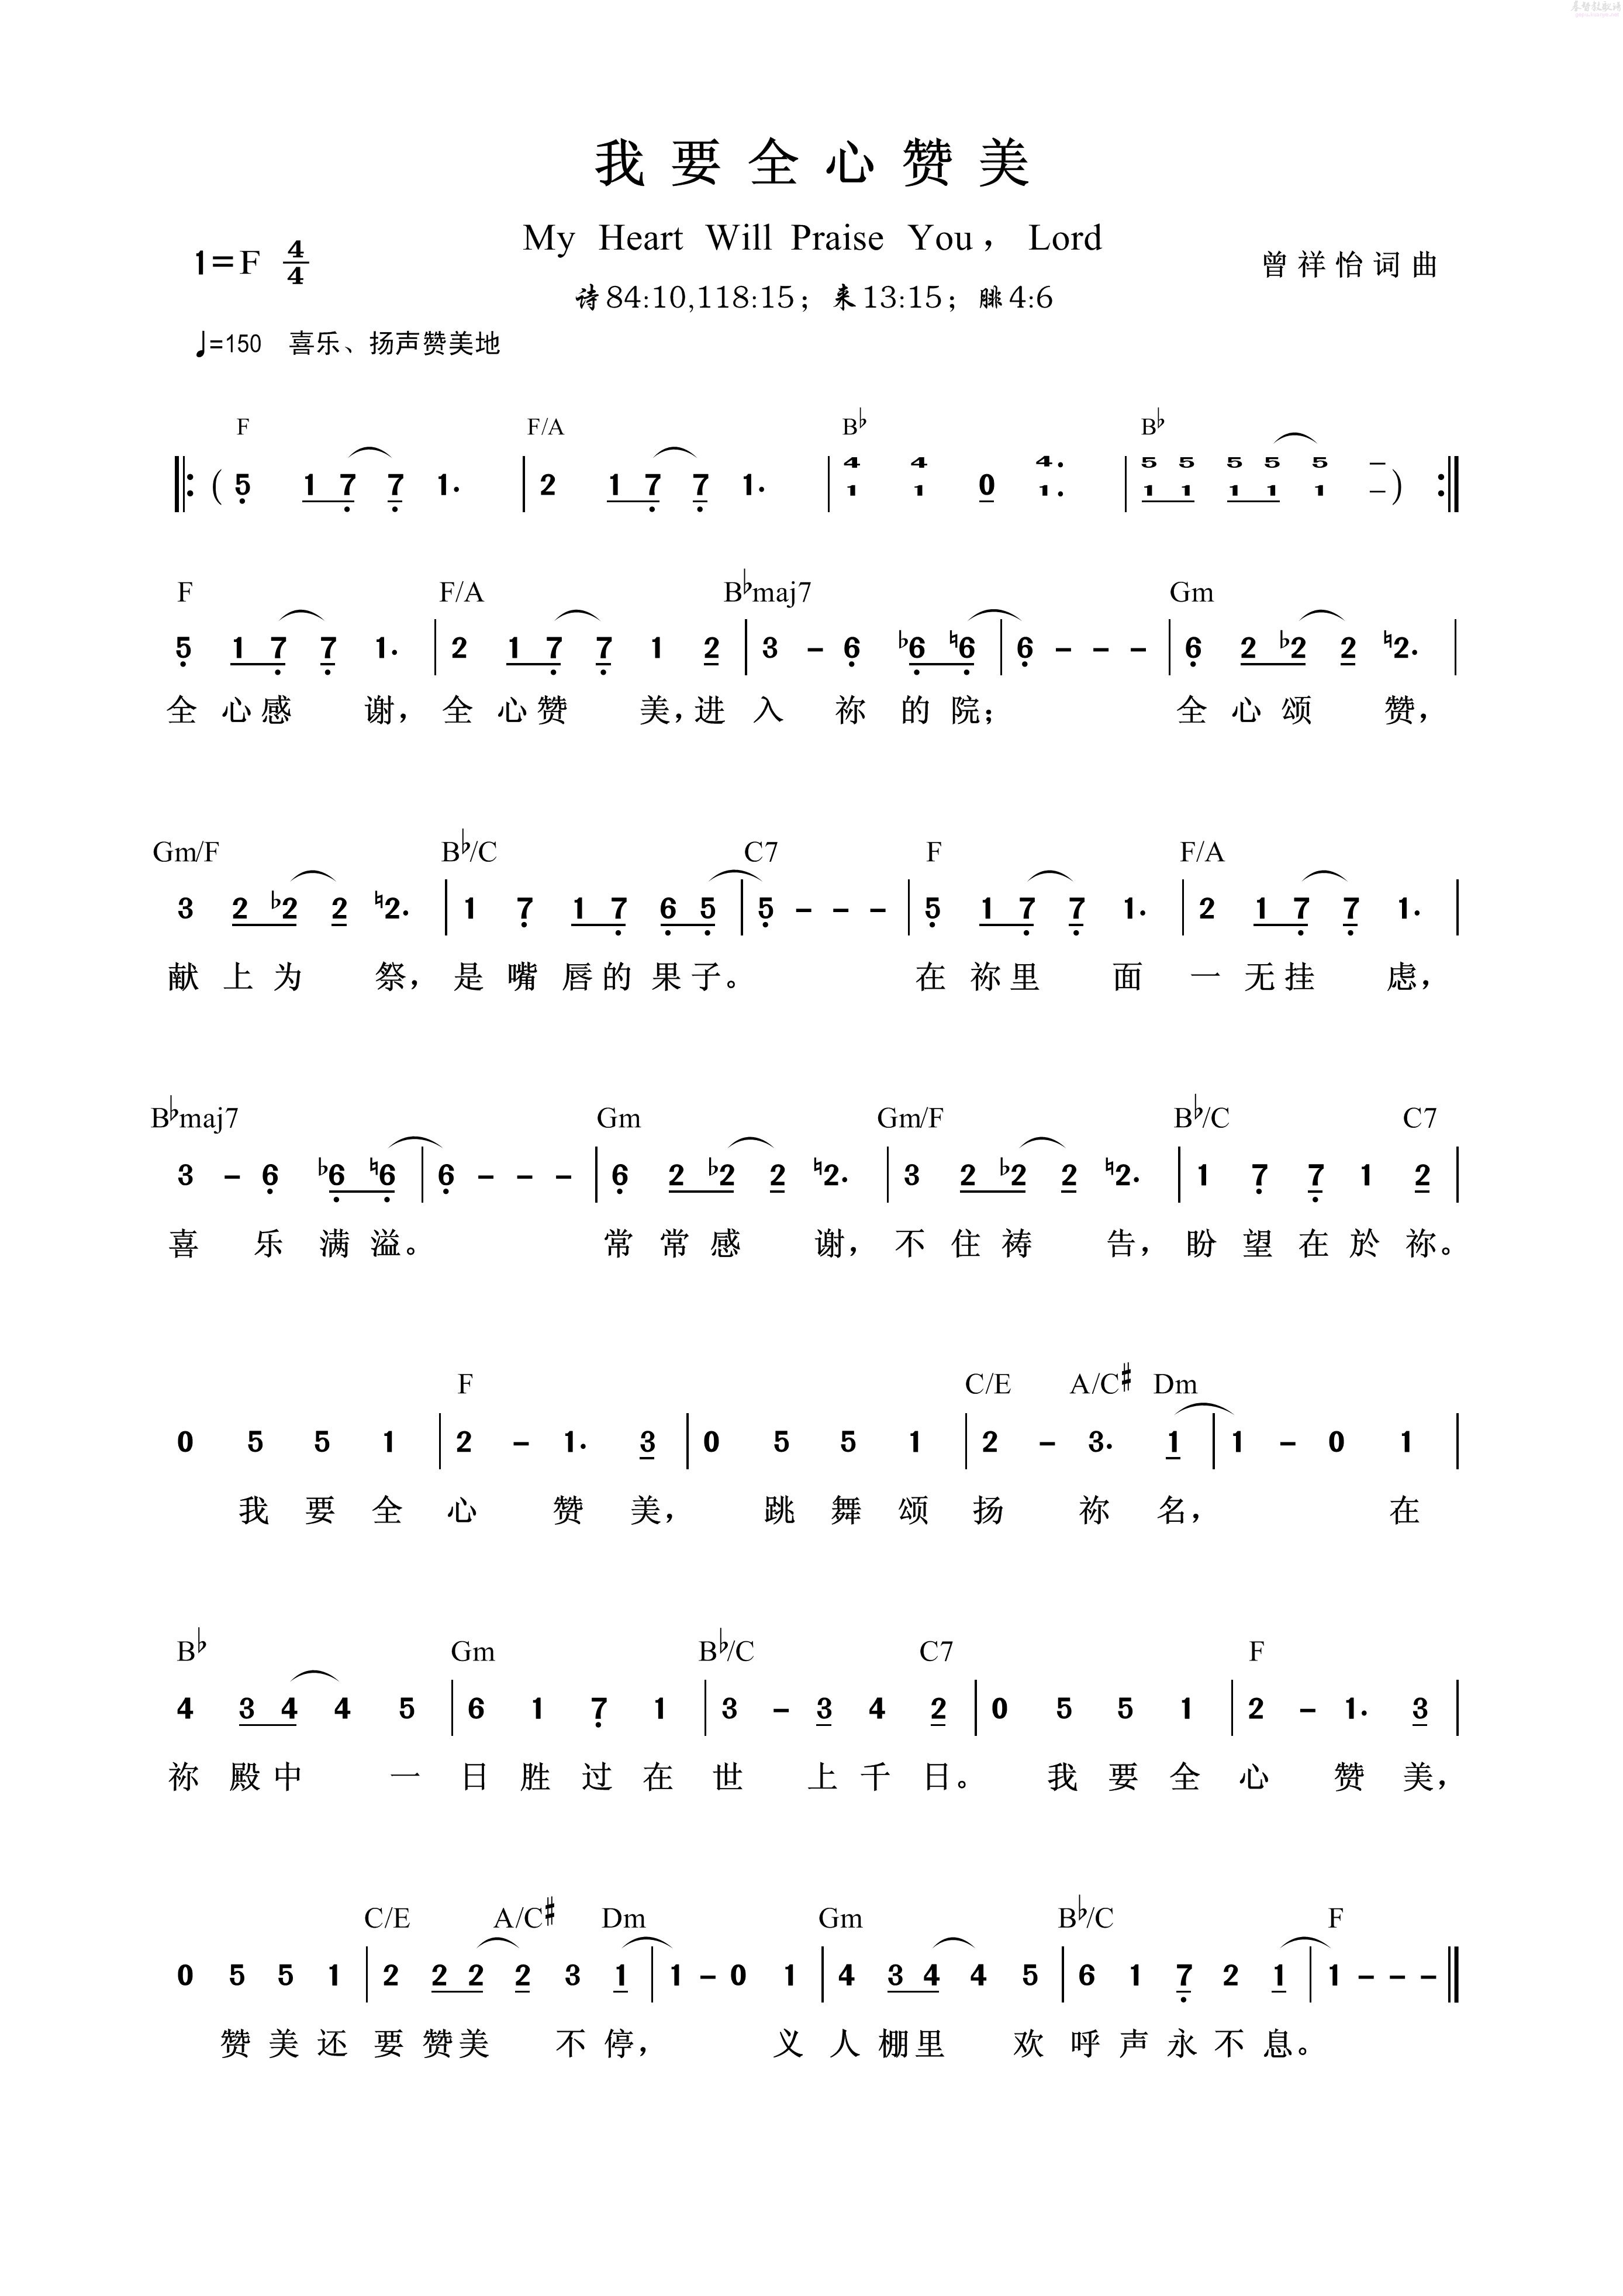 我要全心赞美
My Heart Will Praise You, Lord
1=F 4/4
曾祥怡词曲
诗84:10,118:15; 来13:15; 腓4:6
♩=150 喜乐、扬声赞美地
F F/A B♭ B♭
( 5 1 7 7 1. | 2 1 7 7 1. | 4 4 0 4. | 5 5 5 5 5 – )
1 1 1. 1 1 1 1 1 –
F F/A B♭maj7 Gm
5 1 7 7 1. | 2 1 7 7 1 2 | 3 – 6 ♭6 ♮6 | 6 – – – | 6 2 ♭2 2 ♮2. |
全心感 谢，全心赞 美，进入祢的院； 全心颂 赞，
Gm/F B♭/C C7 F F/A
3 2 ♭2 2 ♮2. | 1 7 1 7 6 5 | 5 – – – | 5 1 7 7 1. | 2 1 7 7 1. |
献上为 祭，是嘴唇的果子。 在祢里 面 一无挂 虑，
B♭maj7 Gm Gm/F B♭/C C7
3 – 6 ♭6 ♮6 | 6 – – – | 6 2 ♭2 2 ♮2. | 3 2 ♭2 2 ♮2. | 1 7 7 1 2 |
喜 乐满溢。 常常感 谢，不住祷 告，盼望在於祢。
F C/E A/C♯ Dm
0 5 5 1 | 2 – 1. 3 | 0 5 5 1 | 2 – 3. 1 | 1 – 0 1 |
我要全心 赞美， 跳舞颂扬 祢名， 在
B♭ Gm B♭/C C7 F
4 3 4 4 5 | 6 1 7 1 | 3 – 3 4 2 | 0 5 5 1 | 2 – 1. 3 |
祢殿中 一日胜过在世 上千日。 我要全心 赞美，
C/E A/C♯ Dm Gm B♭/C F
0 5 5 1 | 2 2 2 2 3 1 | 1 – 0 1 | 4 3 4 4 5 | 6 1 7 2 1 | 1 – – –
赞美还要赞美 不停， 义人棚里 欢呼声永不息。